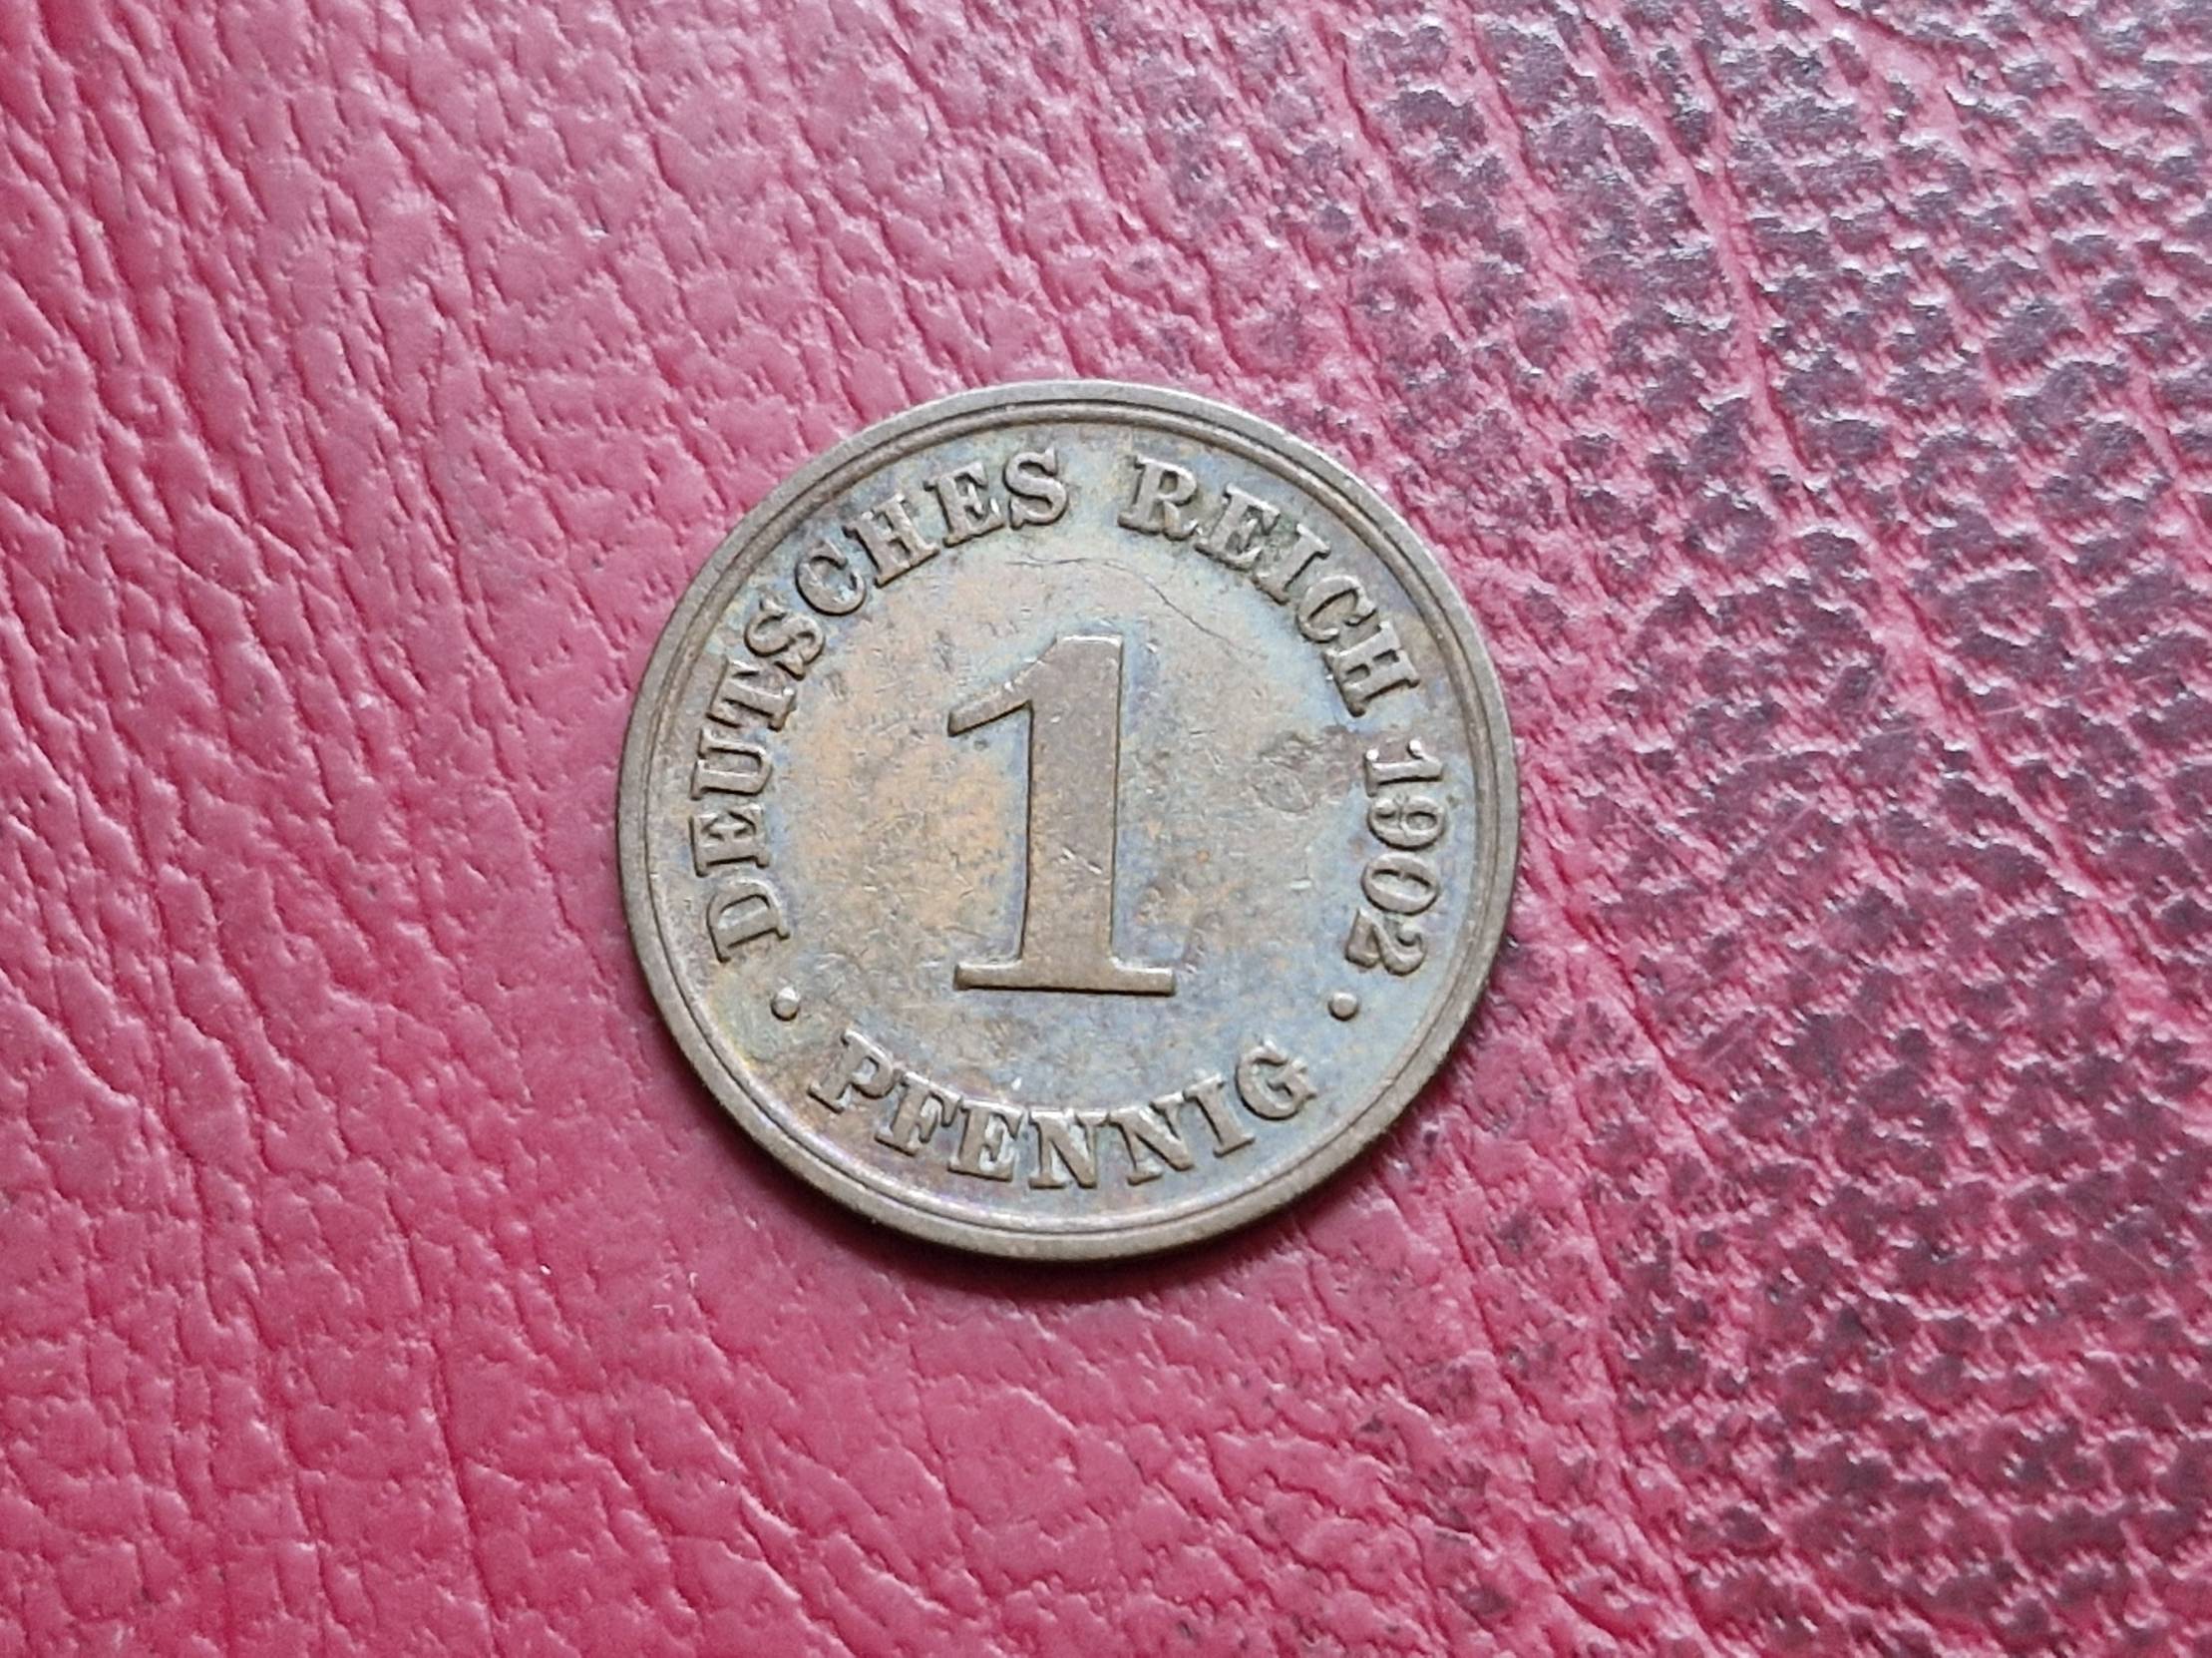 DEUTSCHES REICH 1902
1
• PFENNIG •